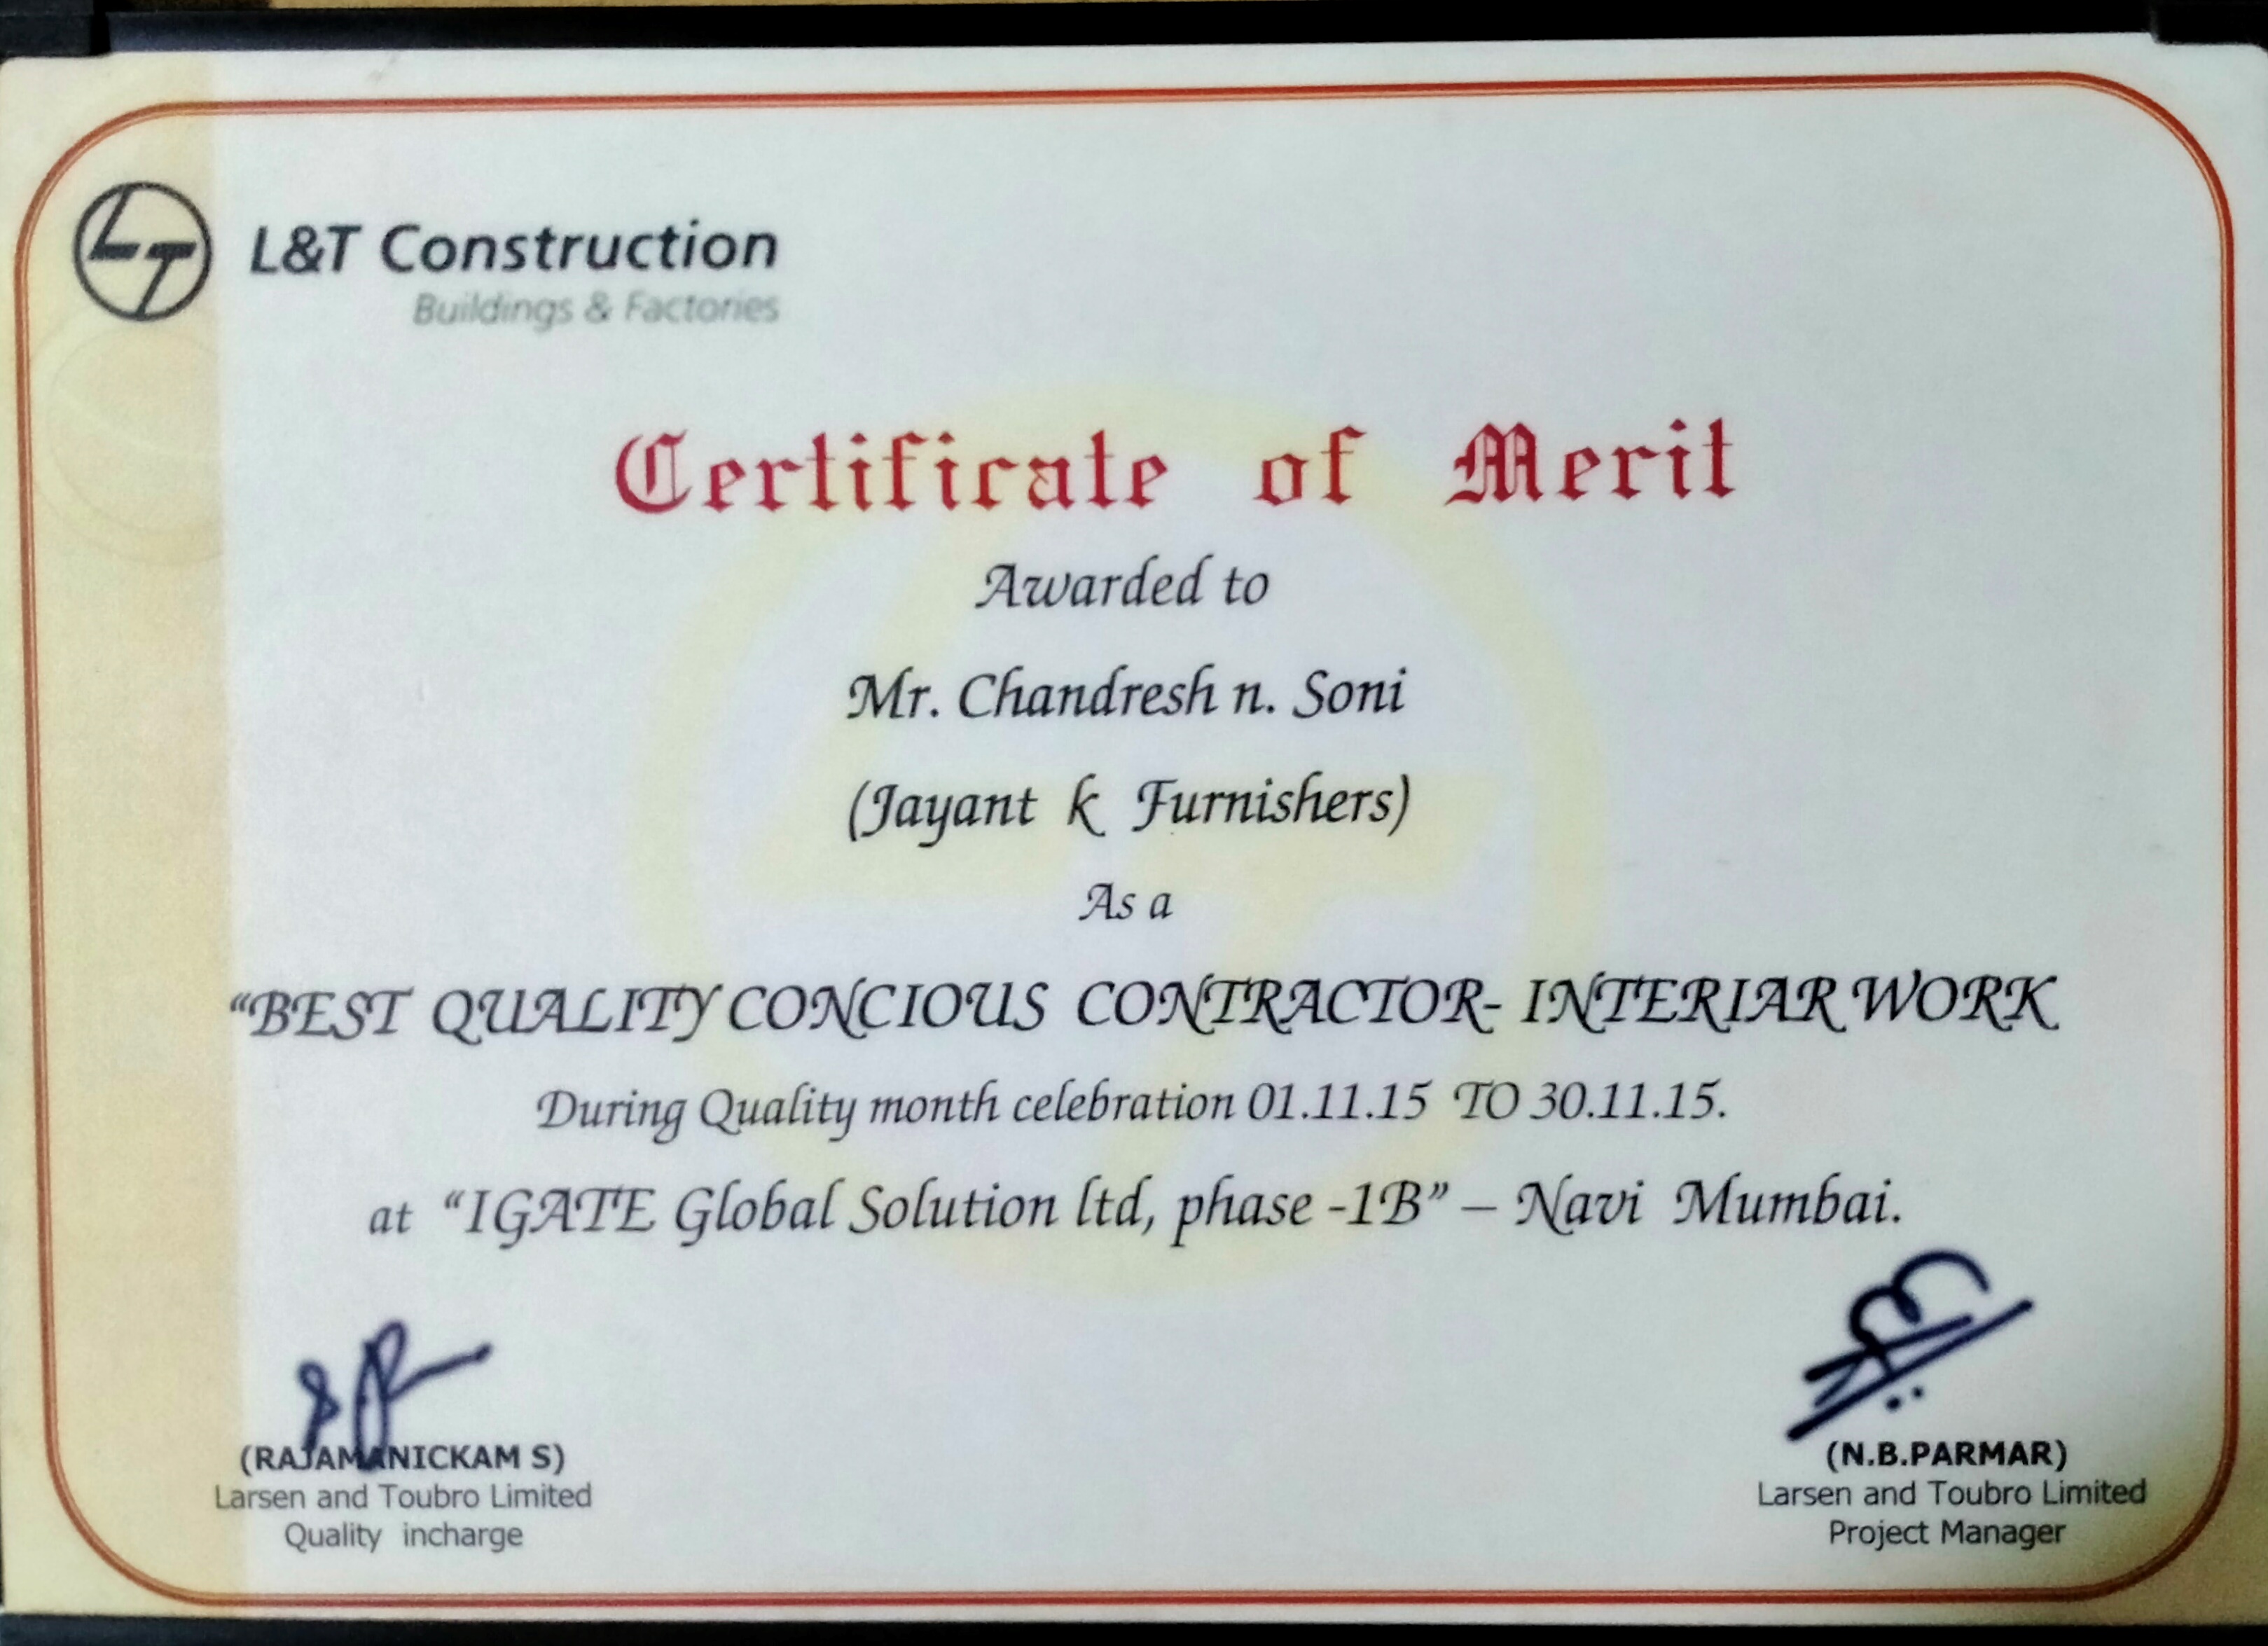 LT
L&T Construction
Buildings & Factories
Certificate of Merit
Awarded to
Mr. Chandresh n. Soni
(Jayant k Furnishers)
As a
“BEST QUALITY CONCIOUS CONTRACTOR- INTERIAR WORK
During Quality month celebration 01.11.15 TO 30.11.15.
at “IGATE Global Solution ltd, phase -1B” – Navi Mumbai.
(RAJAMANICKAM S)
Larsen and Toubro Limited
Quality incharge
(N.B.PARMAR)
Larsen and Toubro Limited
Project Manager